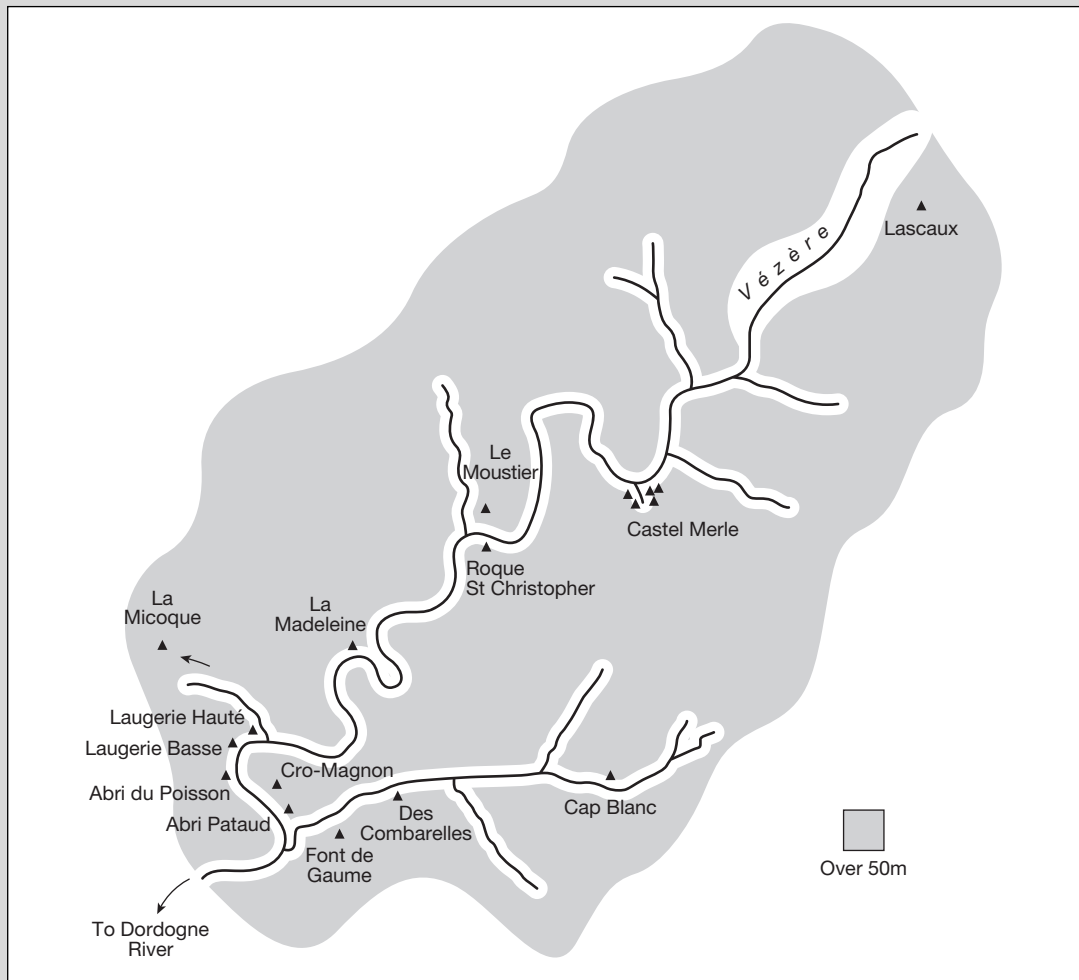 Lascaux
Vézère
Le
Moustier
Castel Merle
Roque
St Christopher
La
Micoque
La
Madeleine
Laugerie Hauté
Laugerie Basse
Cro-Magnon
Abri du Poisson
Abri Pataud
Des
Combarelles
Cap Blanc
Font de
Gaume
Over 50m
To Dordogne
River